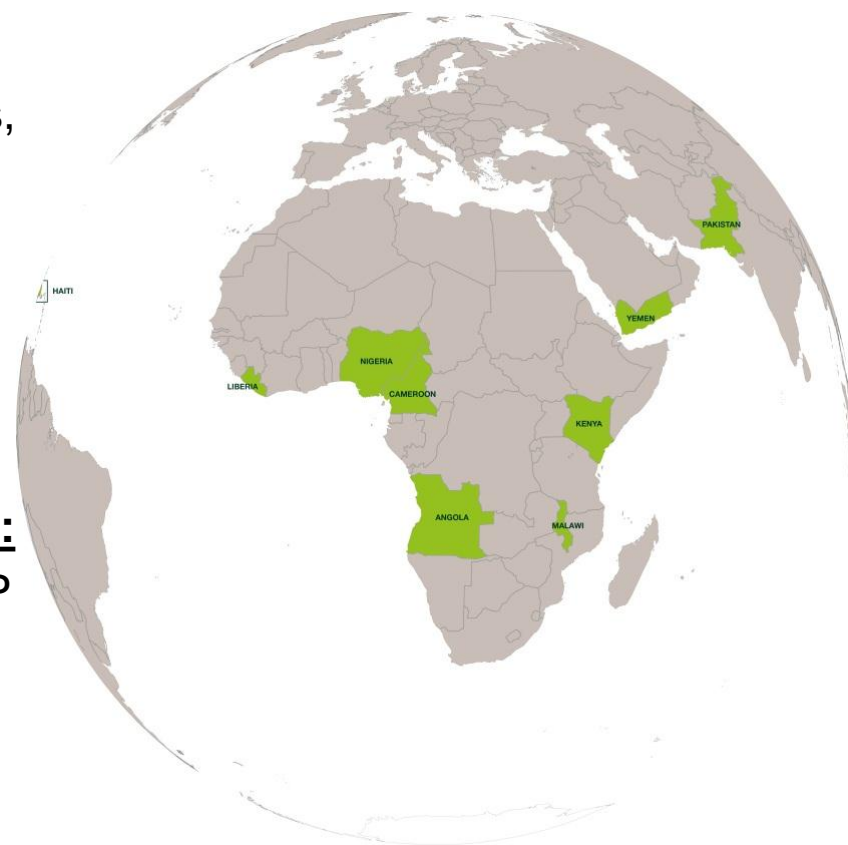 PAKISTAN
HAITI
YEMEN
NIGERIA
LIBERIA
CAMEROON
KENYA
ANGOLA
MALAWI